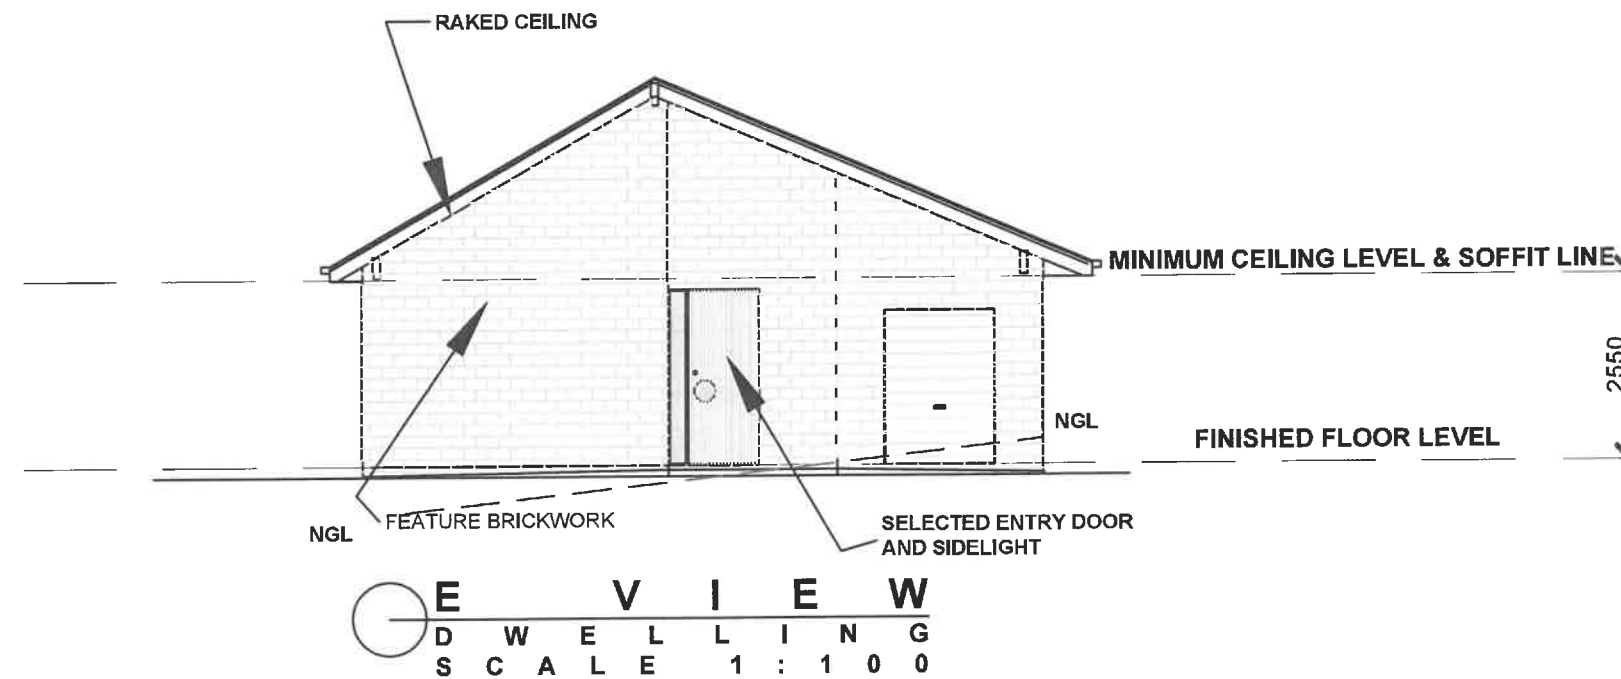 RAKED CEILING
MINIMUM CEILING LEVEL & SOFFIT LINE
2550
NGL
FINISHED FLOOR LEVEL
NGL
FEATURE BRICKWORK
SELECTED ENTRY DOOR
AND SIDELIGHT
E VIEW
DWELLING
SCALE 1:100